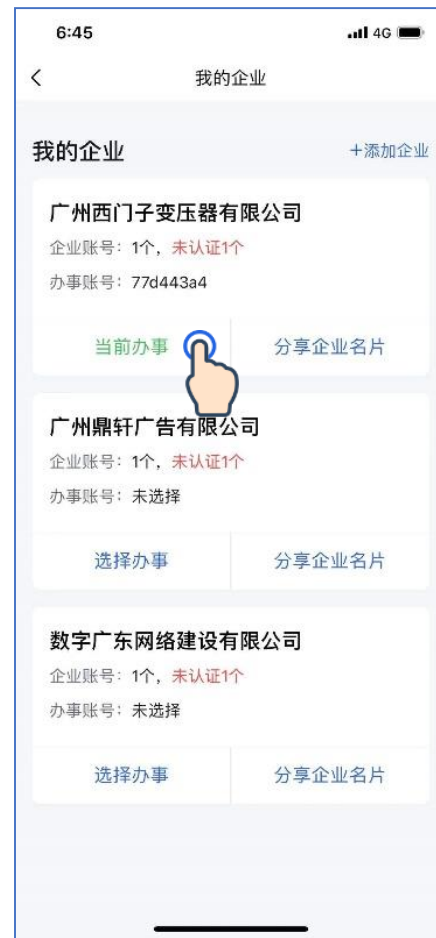 6:45
4G
我的企业
我的企业
+添加企业
广州西门子变压器有限公司
企业账号：1个，未认证1个
办事账号：77d443a4
当前办事
分享企业名片
广州鼎轩广告有限公司
企业账号：1个，未认证1个
办事账号：未选择
选择办事
分享企业名片
数字广东网络建设有限公司
企业账号：1个，未认证1个
办事账号：未选择
选择办事
分享企业名片